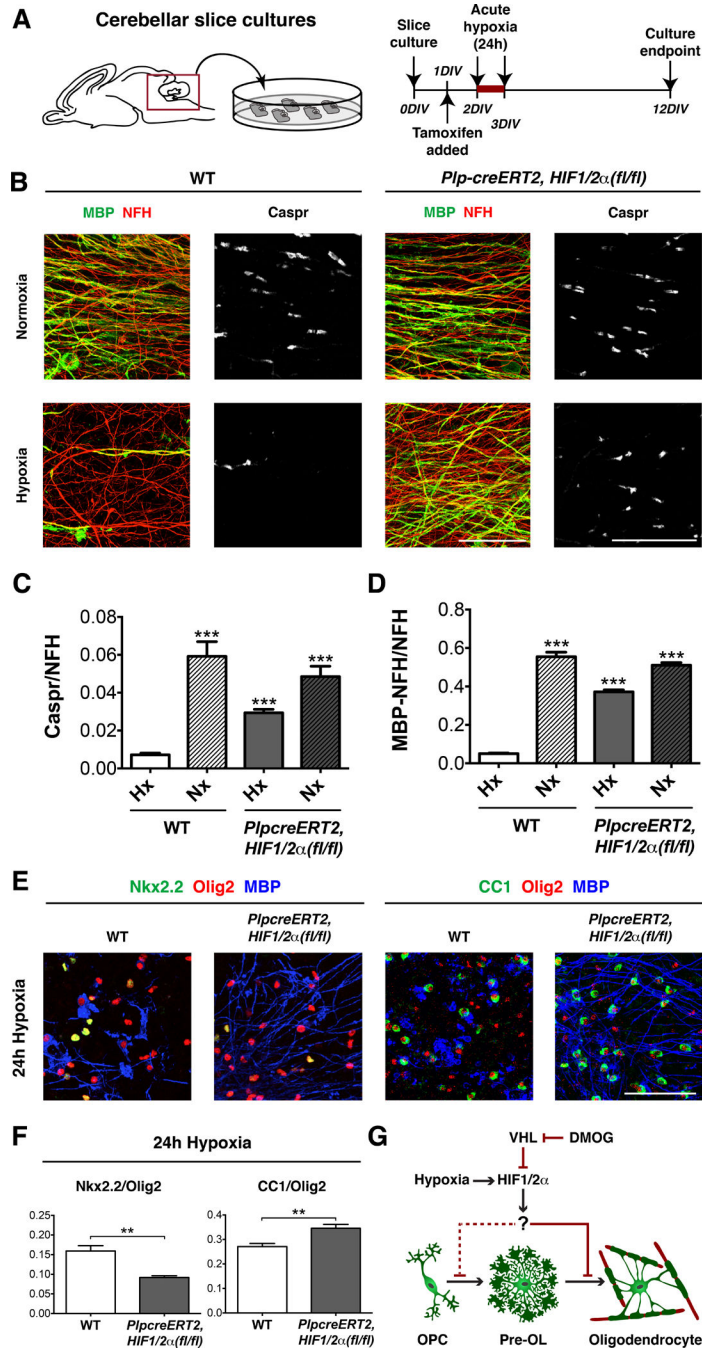 A
Cerebellar slice cultures
Slice
culture
Acute
hypoxia
(24h)
Culture
endpoint
1DIV
0DIV
2DIV
3DIV
12DIV
Tamoxifen
added
B
WT
Plp-creERT2, HIF1/2α(fl/fl)
MBP NFH
Caspr
MBP NFH
Caspr
Normoxia
Hypoxia
C
Caspr/NFH
0.08
0.06
0.04
0.02
0.00
***
***
***
Hx
Nx
Hx
Nx
WT
PlpcreERT2,
HIF1/2α(fl/fl)
D
MBP-NFH/NFH
0.8
0.6
0.4
0.2
0.0
***
***
***
Hx
Nx
Hx
Nx
WT
PlpcreERT2,
HIF1/2α(fl/fl)
E
Nkx2.2 Olig2 MBP
CC1 Olig2 MBP
WT
PlpcreERT2,
HIF1/2α(fl/fl)
WT
PlpcreERT2,
HIF1/2α(fl/fl)
24h Hypoxia
F
24h Hypoxia
Nkx2.2/Olig2
0.25
0.20
0.15
0.10
0.05
0.00
**
WT
PlpcreERT2,
HIF1/2α(fl/fl)
CC1/Olig2
0.4
0.3
0.2
0.1
0.0
**
WT
PlpcreERT2,
HIF1/2α(fl/fl)
G
VHL
DMOG
Hypoxia
HIF1/2α
?
OPC
Pre-OL
Oligodendrocyte